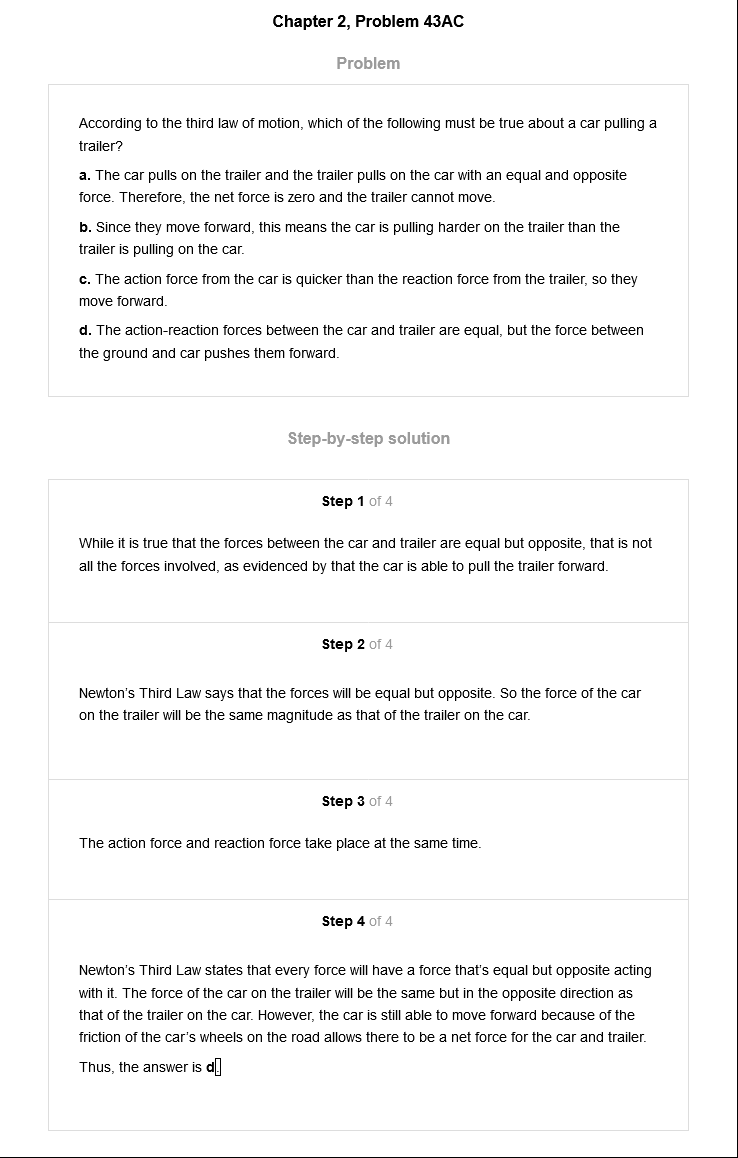 Chapter 2, Problem 43AC
Problem
According to the third law of motion, which of the following must be true about a car pulling a
trailer?
a. The car pulls on the trailer and the trailer pulls on the car with an equal and opposite
force. Therefore, the net force is zero and the trailer cannot move.
b. Since they move forward, this means the car is pulling harder on the trailer than the
trailer is pulling on the car.
c. The action force from the car is quicker than the reaction force from the trailer, so they
move forward.
d. The action-reaction forces between the car and trailer are equal, but the force between
the ground and car pushes them forward.
Step-by-step solution
Step 1 of 4
While it is true that the forces between the car and trailer are equal but opposite, that is not
all the forces involved, as evidenced by that the car is able to pull the trailer forward.
Step 2 of 4
Newton's Third Law says that the forces will be equal but opposite. So the force of the car
on the trailer will be the same magnitude as that of the trailer on the car.
Step 3 of 4
The action force and reaction force take place at the same time.
Step 4 of 4
Newton's Third Law states that every force will have a force that's equal but opposite acting
with it. The force of the car on the trailer will be the same but in the opposite direction as
that of the trailer on the car. However, the car is still able to move forward because of the
friction of the car's wheels on the road allows there to be a net force for the car and trailer.
Thus, the answer is d.